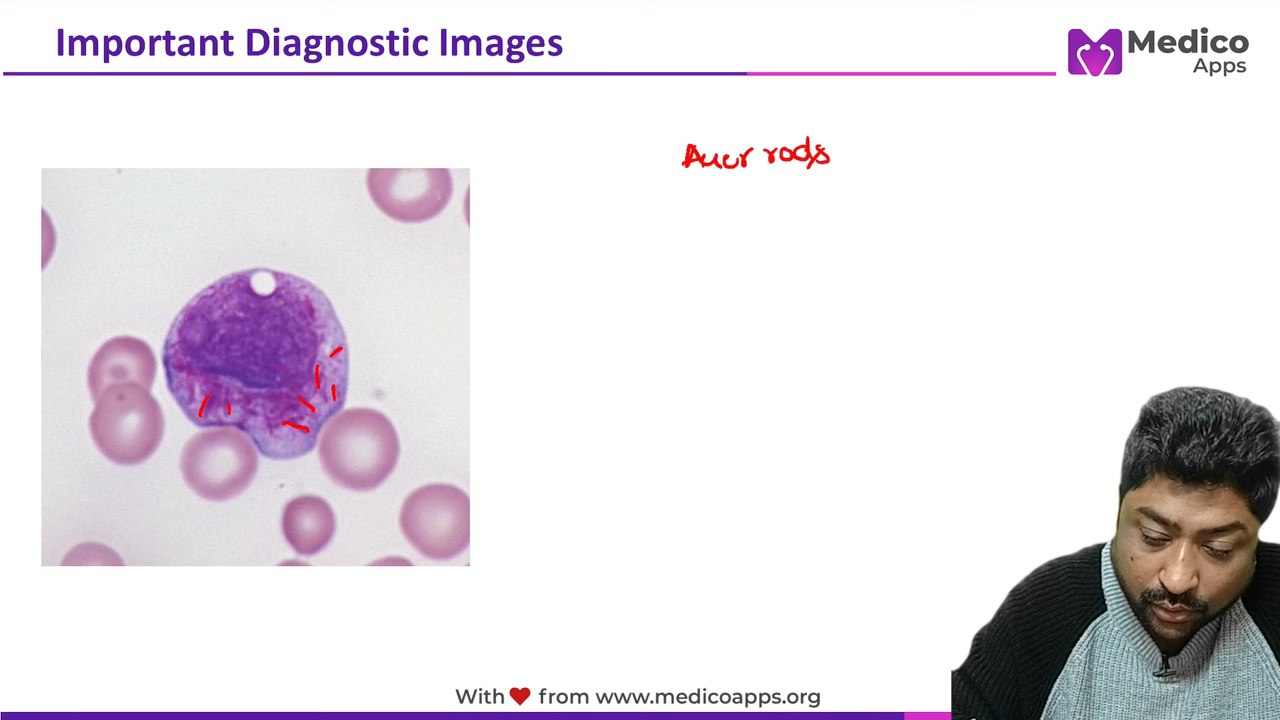 Important Diagnostic Images
Medico
Apps
Auer rods
With ❤ from www.medicoapps.org